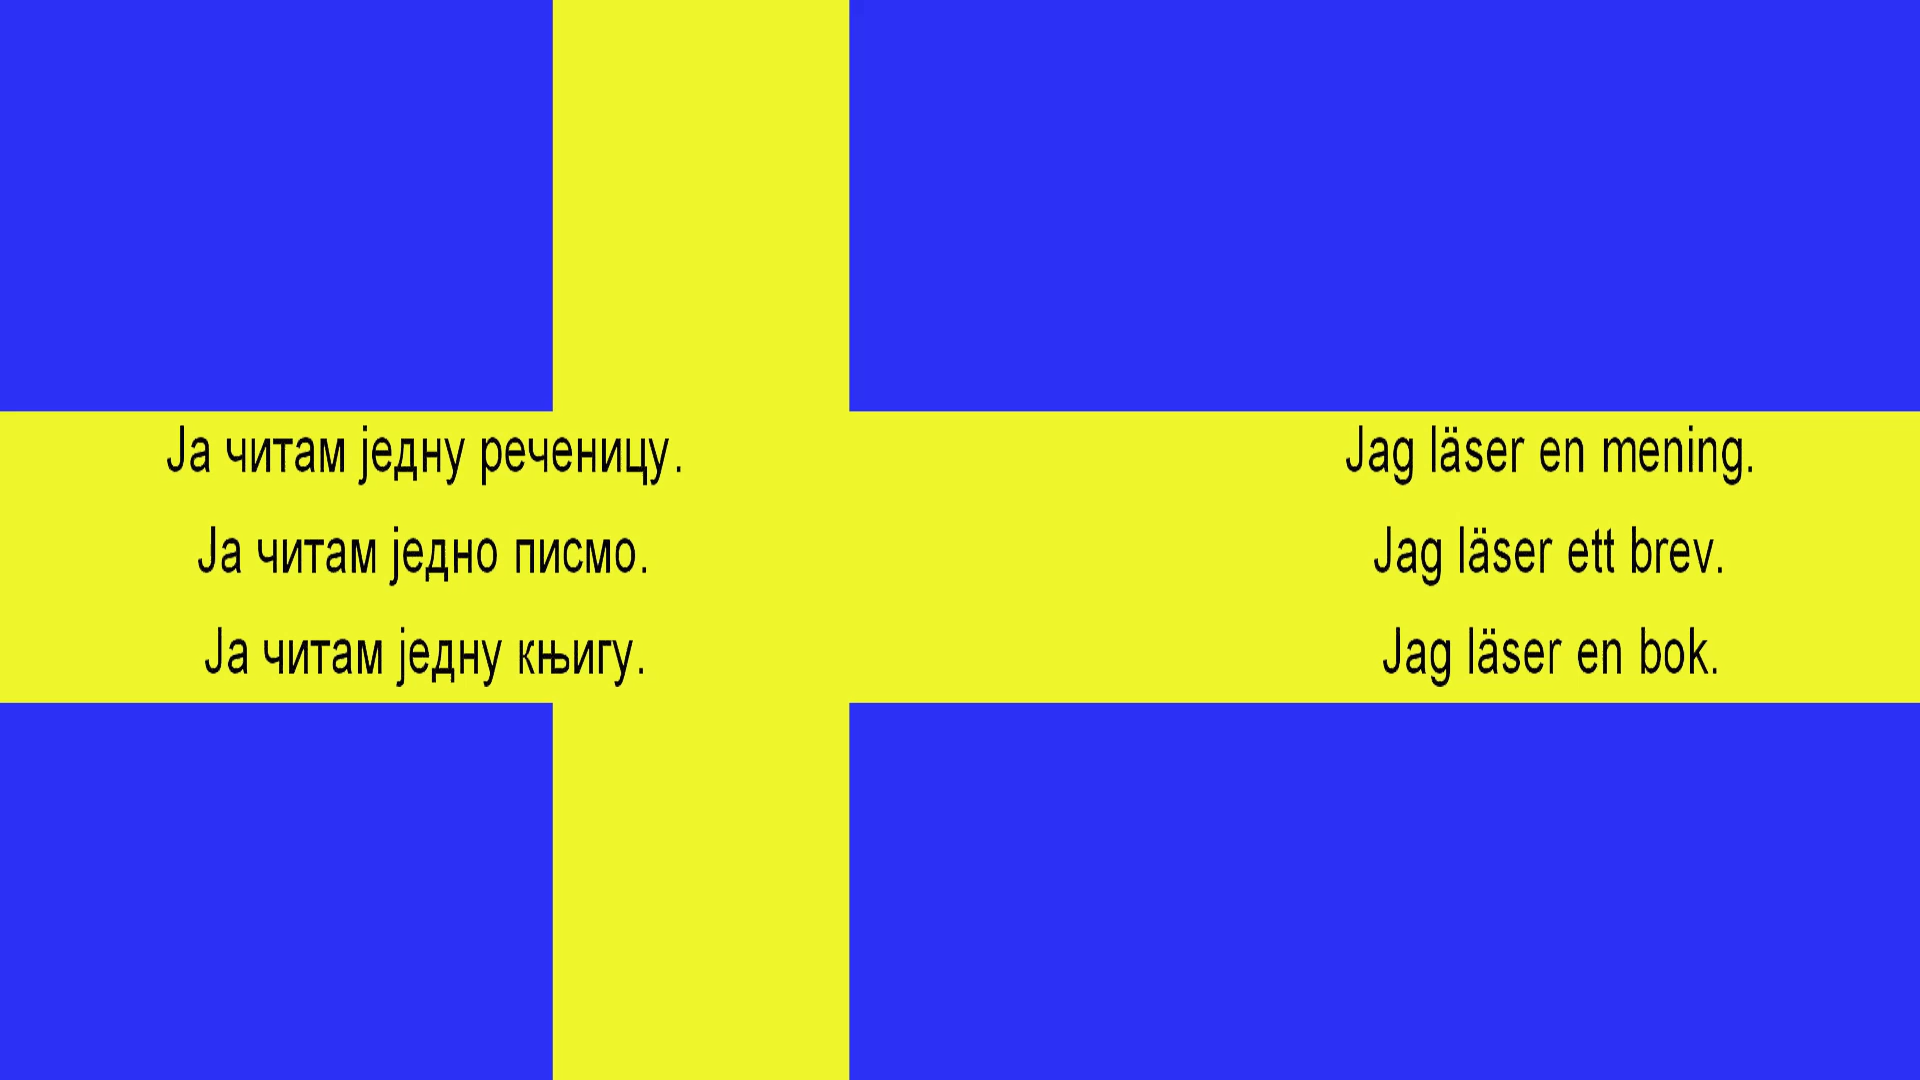 Ја читам једну реченицу.
Jag läser en mening.
Ја читам једно писмо.
Jag läser ett brev.
Ја читам једну књигу.
Jag läser en bok.